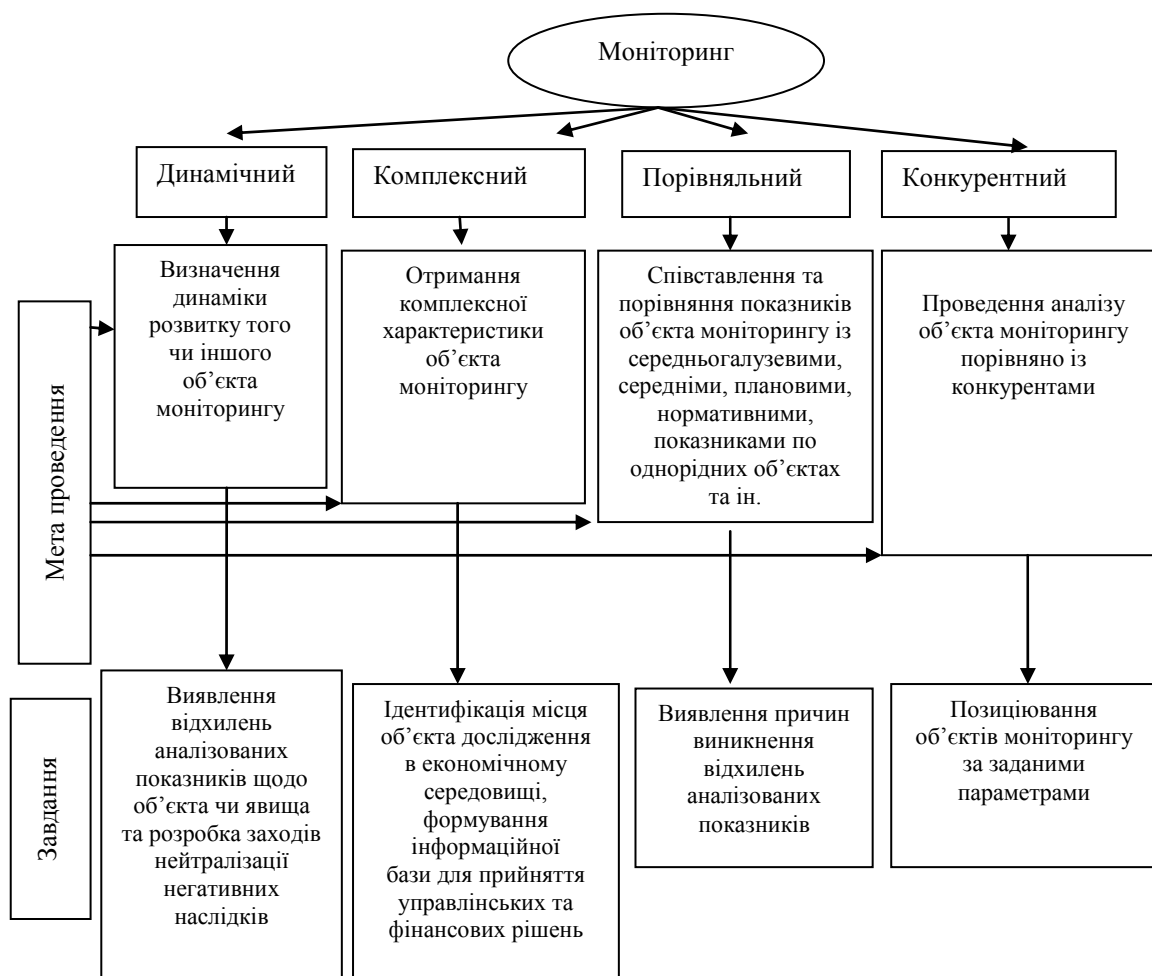 Моніторинг
Динамічний
Комплексний
Порівняльний
Конкурентний
Мета проведення
Визначення
динаміки
розвитку того
чи іншого
об’єкта
моніторингу
Отримання
комплексної
характеристики
об’єкта
моніторингу
Співставлення та
порівняння показників
об’єкта моніторингу із
середньогалузевими,
середніми, плановими,
нормативними,
показниками по
однорідних об’єктах
та ін.
Проведення аналізу
об’єкта моніторингу
порівняно із
конкурентами
Завдання
Виявлення
відхилень
аналізованих
показників щодо
об’єкта чи явища
та розробка заходів
нейтралізації
негативних
наслідків
Ідентифікація місця
об’єкта дослідження
в економічному
середовищі,
формування
інформаційної
бази для прийняття
управлінських та
фінансових рішень
Виявлення причин
виникнення
відхилень
аналізованих
показників
Позиціювання
об’єктів моніторингу
за заданими
параметрами